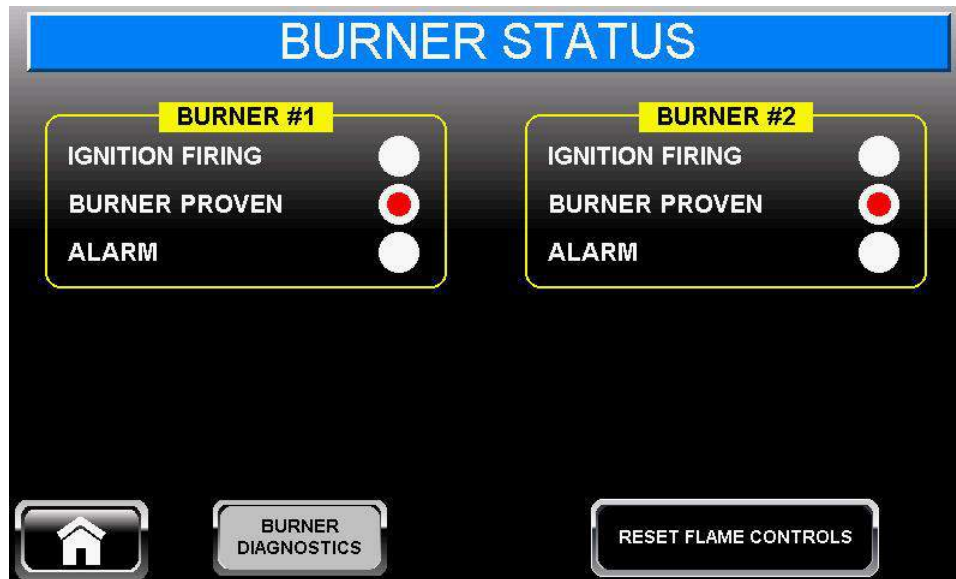 BURNER STATUS
BURNER #1
IGNITION FIRING
BURNER PROVEN
ALARM
BURNER #2
IGNITION FIRING
BURNER PROVEN
ALARM
BURNER
DIAGNOSTICS
RESET FLAME CONTROLS